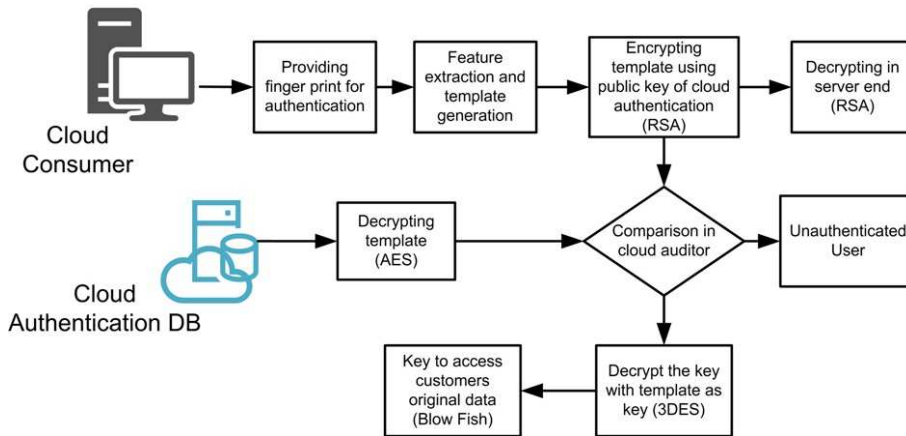 Cloud
Consumer
Providing
finger print for
authentication
Feature
extraction and
template
generation
Encrypting
template using
public key of cloud
authentication
(RSA)
Decrypting in
server end
(RSA)
Cloud
Authentication DB
Decrypting
template
(AES)
Comparison in
cloud auditor
Unauthenticated
User
Key to access
customers
original data
(Blow Fish)
Decrypt the key
with template as
key (3DES)